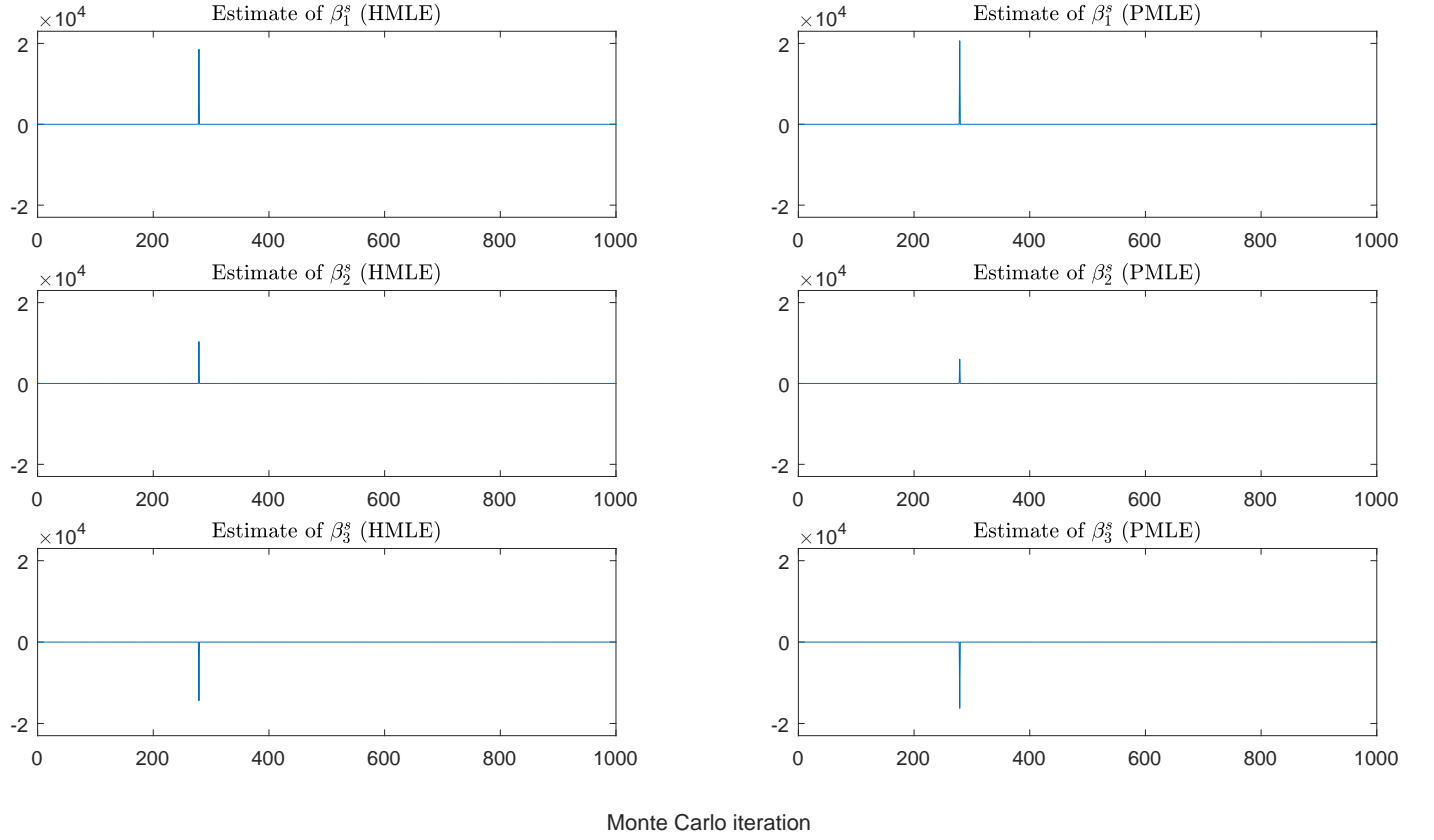 Estimate of β₁ˢ (HMLE)
×10⁴
2
0
-2
0 200 400 600 800 1000
Estimate of β₁ˢ (PMLE)
×10⁴
2
0
-2
0 200 400 600 800 1000
Estimate of β₂ˢ (HMLE)
×10⁴
2
0
-2
0 200 400 600 800 1000
Estimate of β₂ˢ (PMLE)
×10⁴
2
0
-2
0 200 400 600 800 1000
Estimate of β₃ˢ (HMLE)
×10⁴
2
0
-2
0 200 400 600 800 1000
Estimate of β₃ˢ (PMLE)
×10⁴
2
0
-2
0 200 400 600 800 1000
Monte Carlo iteration